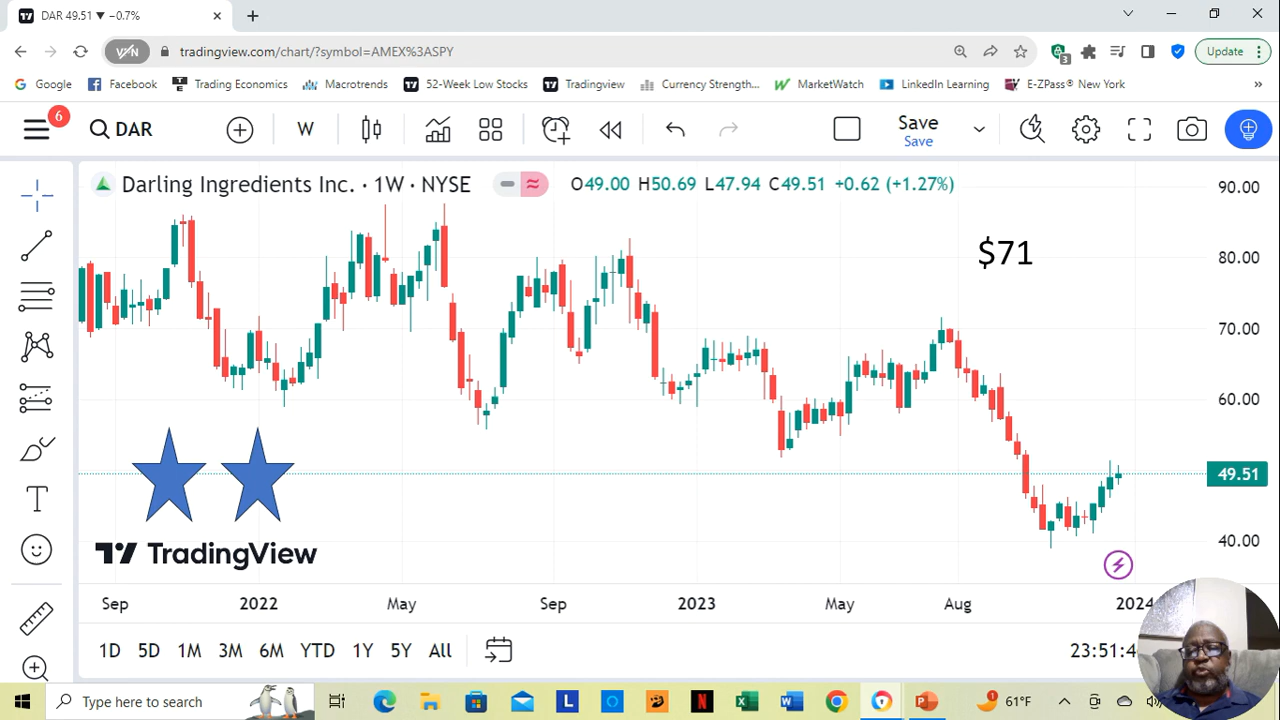 DAR 49.51 ▼ −0.7%
tradingview.com/chart/?symbol=AMEX%3ASPY
3
Update
Google
Facebook
Trading Economics
Macrotrends
52-Week Low Stocks
Tradingview
Currency Strength...
MarketWatch
LinkedIn Learning
E-ZPass® New York
»
6
DAR
W
Save
Save
Darling Ingredients Inc. · 1W · NYSE
O49.00 H50.69 L47.94 C49.51 +0.62 (+1.27%)
90.00
$71
80.00
70.00
60.00
49.51
40.00
TradingView
Sep 2022 May Sep 2023 May Aug 2024
1D 5D 1M 3M 6M YTD 1Y 5Y All
Type here to search
1
61°F